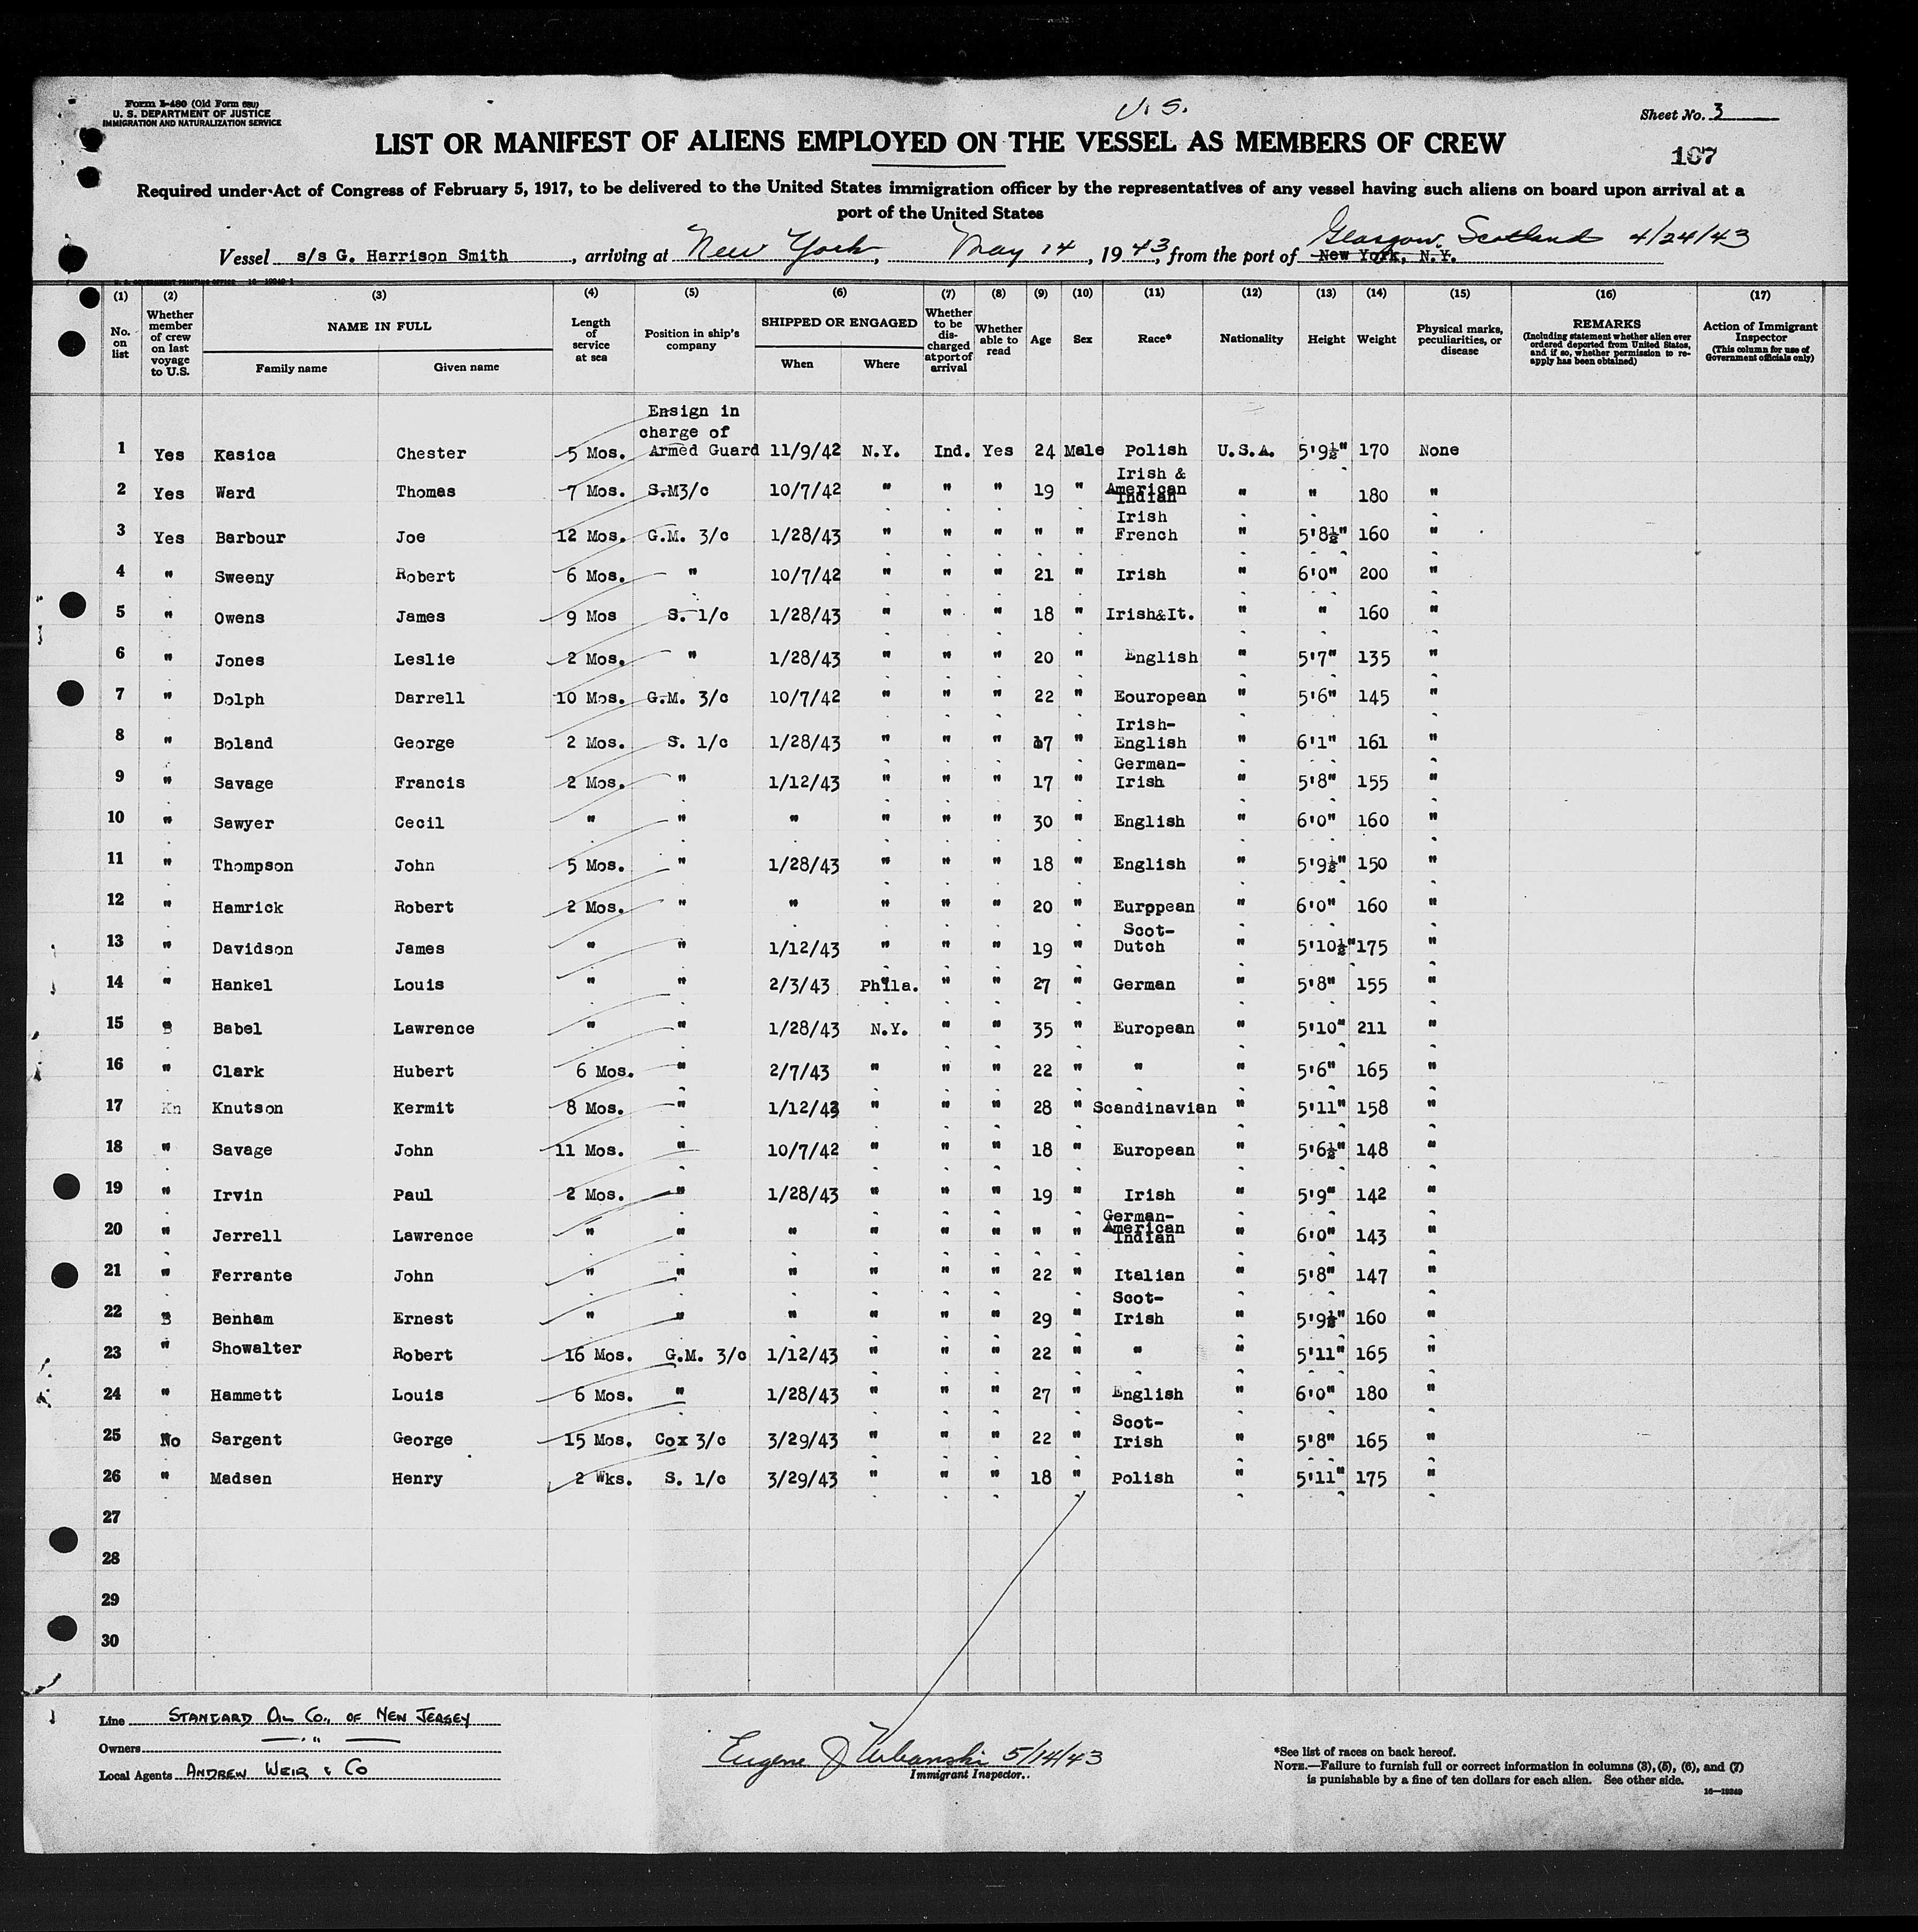 Form I-480 (Old Form 680)
U. S. DEPARTMENT OF JUSTICE
IMMIGRATION AND NATURALIZATION SERVICE
U. S.
Sheet No. 3
LIST OR MANIFEST OF ALIENS EMPLOYED ON THE VESSEL AS MEMBERS OF CREW
167
Required under Act of Congress of February 5, 1917, to be delivered to the United States immigration officer by the representatives of any vessel having such aliens on board upon arrival at a
port of the United States
Glasgow, Scotland 4/24/43
Vessel s/s G. Harrison Smith, arriving at New York, May 14, 1943, from the port of New York, N.Y.
(1) (2) (3) (4) (5) (6) (7) (8) (9) (10) (11) (12) (13) (14) (15) (16) (17)
No. on list
Whether member of crew on last voyage to U.S.
NAME IN FULL
Family name
Given name
Length of service at sea
Position in ship's company
SHIPPED OR ENGAGED
When
Where
Whether to be discharged at port of arrival
Whether able to read
Age
Sex
Race*
Nationality
Height
Weight
Physical marks, peculiarities, or disease
REMARKS
(Including statement whether alien ever ordered deported from United States, and if so, whether permission to reapply has been obtained)
Action of Immigrant Inspector
(This column for use of Government officials only)
1 Yes Kasica Chester 5 Mos. Ensign in charge of Armed Guard 11/9/42 N.Y. Ind. Yes 24 Male Polish U.S.A. 5'9½" 170 None
2 Yes Ward Thomas 7 Mos. S.M3/c 10/7/42 " " " 19 " Irish & American Indian " " 180 "
3 Yes Barbour Joe 12 Mos. G.M. 3/c 1/28/43 " " " " " Irish French " 5'8½" 160 "
4 " Sweeny Robert 6 Mos. " 10/7/42 " " " 21 " Irish " 6'0" 200 "
5 " Owens James 9 Mos S. 1/c 1/28/43 " " " 18 " Irish&It. " " 160 "
6 " Jones Leslie 2 Mos. " 1/28/43 " " " 20 " English " 5'7" 135 "
7 " Dolph Darrell 10 Mos. G.M. 3/c 10/7/42 " " " 22 " Eouropean " 5'6" 145 "
8 " Boland George 2 Mos. S. 1/c 1/28/43 " " " 17 " Irish-English " 6'1" 161 "
9 " Savage Francis 2 Mos. " 1/12/43 " " " 17 " German-Irish " 5'8" 155 "
10 " Sawyer Cecil " " " " " " 30 " English " 6'0" 160 "
11 " Thompson John 5 Mos. " 1/28/43 " " " 18 " English " 5'9½" 150 "
12 " Hamrick Robert 2 Mos. " " " " " 20 " European " 6'0" 160 "
13 " Davidson James " " 1/12/43 " " " 19 " Scot-Dutch " 5'10½" 175 "
14 " Hankel Louis " " 2/3/43 Phila. " " 27 " German " 5'8" 155 "
15 " Babel Lawrence " " 1/28/43 N.Y. " " 35 " European " 5'10" 211 "
16 " Clark Hubert 6 Mos. " 2/7/43 " " " 22 " " " 5'6" 165 "
17 Kn Knutson Kermit 8 Mos. " 1/12/43 " " " 28 " Scandinavian " 5'11" 158 "
18 " Savage John 11 Mos. " 10/7/42 " " " 18 " European " 5'6½" 148 "
19 " Irvin Paul 2 Mos. " 1/28/43 " " " 19 " Irish " 5'9" 142 "
20 " Jerrell Lawrence " " " " " " " " German-American Indian " 6'0" 143 "
21 " Ferrante John " " " " " " 22 " Italian " 5'8" 147 "
22 " Benham Ernest " " " " " " 29 " Scot-Irish " 5'9½" 160 "
23 " Showalter Robert 16 Mos. G.M. 3/c 1/12/43 " " " 22 " " " 5'11" 165 "
24 " Hammett Louis 6 Mos. " 1/28/43 " " " 27 " English " 6'0" 180 "
25 No Sargent George 15 Mos. Cox 3/c 3/29/43 " " " 22 " Scot-Irish " 5'8" 165 "
26 " Madsen Henry 2 Wks. S. 1/c 3/29/43 " " " 18 " Polish " 5'11" 175 "
27
28
29
30
Line STANDARD OIL CO., OF NEW JERSEY
Owners "
Local Agents ANDREW WEIR & CO
Eugene J 5/14/43
Immigrant Inspector.
*See list of races on back hereof.
NOTE.—Failure to furnish full or correct information in columns (3), (5), (6), and (7)
is punishable by a fine of ten dollars for each alien. See other side.
16—19240